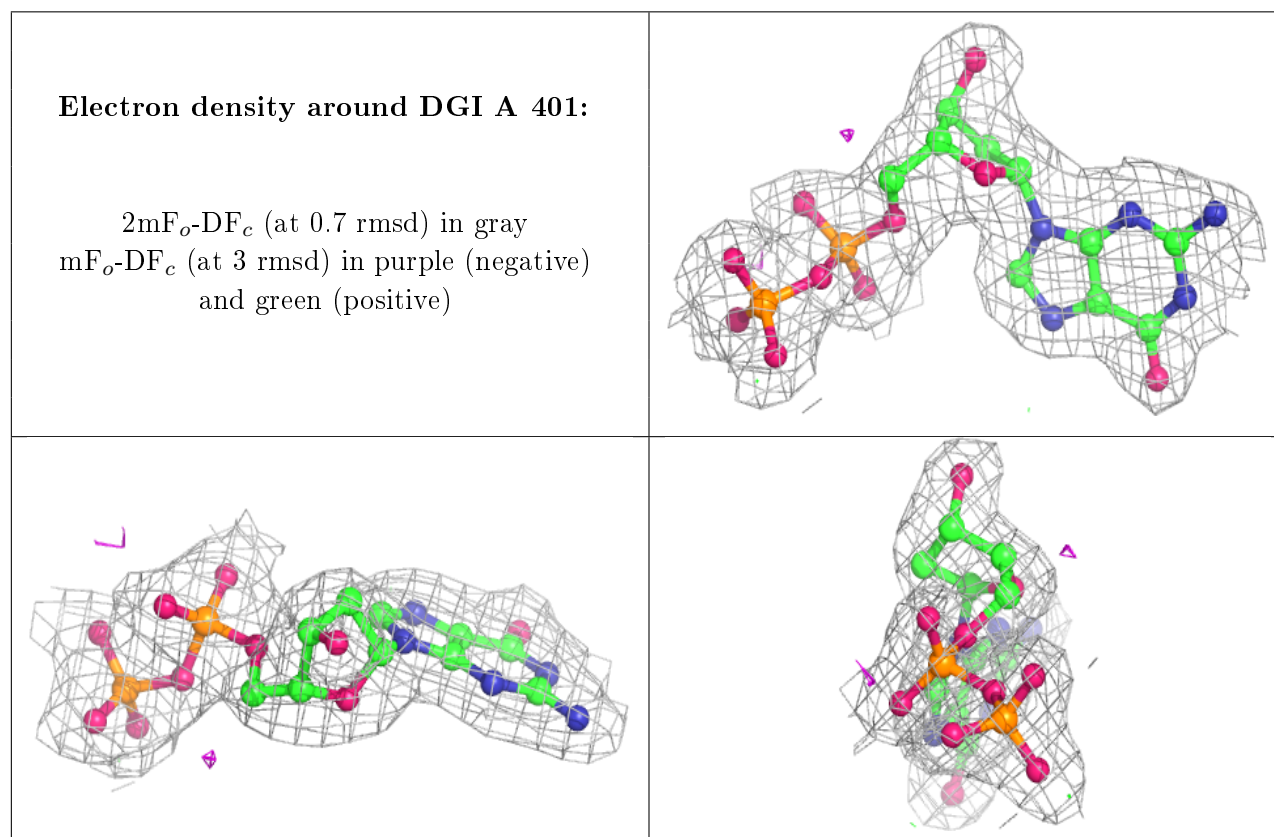 Electron density around DGI A 401:
2mFo-DFc (at 0.7 rmsd) in gray
mFo-DFc (at 3 rmsd) in purple (negative)
and green (positive)